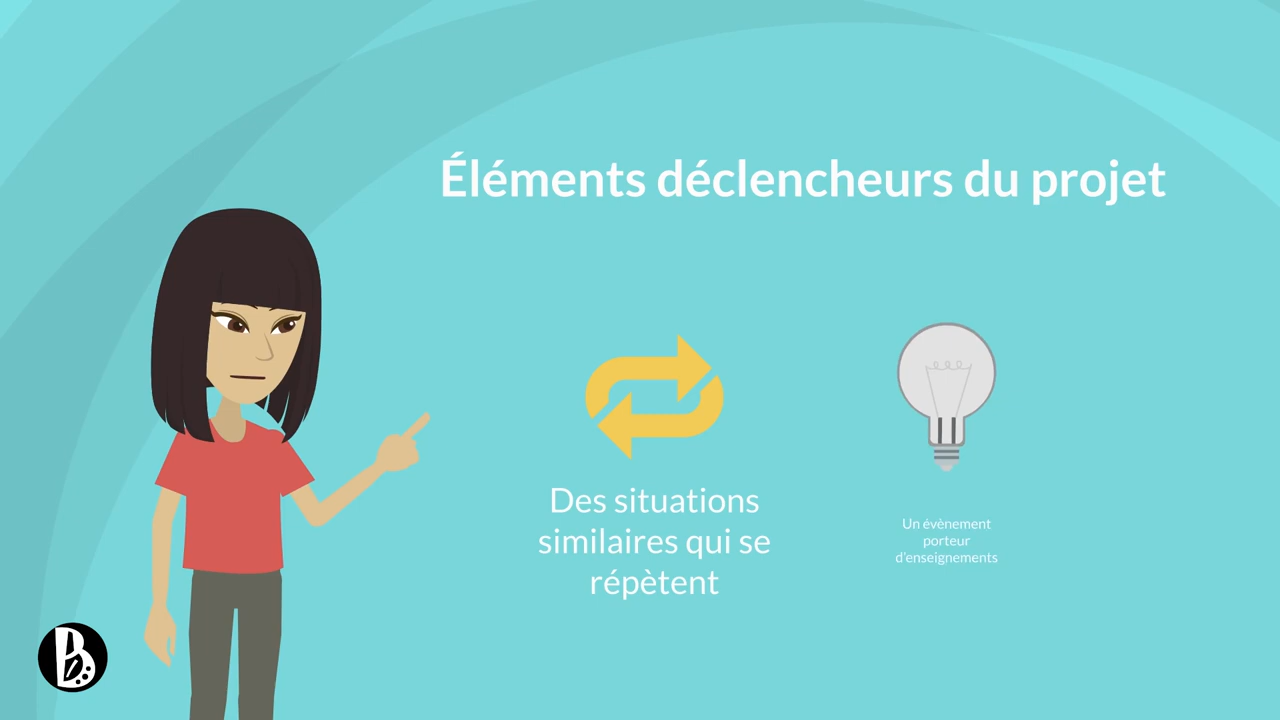 Éléments déclencheurs du projet
Des situations
similaires qui se
répètent
Un évènement
porteur
d'enseignements
B